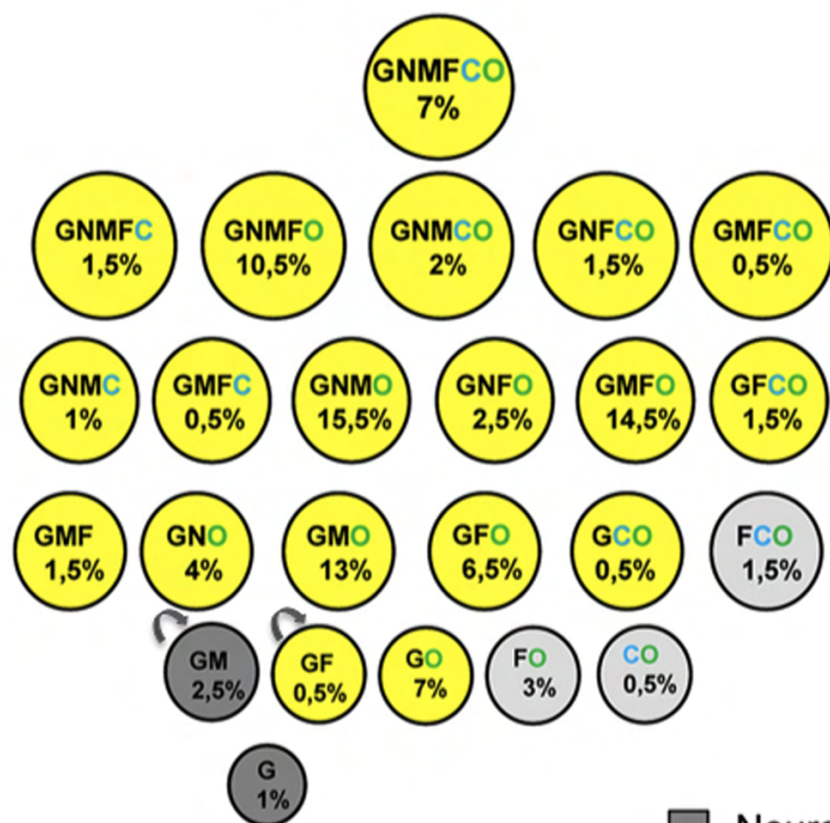 GNMFCO
7%
GNMFC
1,5%
GNMFO
10,5%
GNMCO
2%
GNFCO
1,5%
GMFCO
0,5%
GNMC
1%
GMFC
0,5%
GNMO
15,5%
GNFO
2,5%
GMFO
14,5%
GFCO
1,5%
GMF
1,5%
GNO
4%
GMO
13%
GFO
6,5%
GCO
0,5%
FCO
1,5%
GM
2,5%
GF
0,5%
GO
7%
FO
3%
CO
0,5%
G
1%